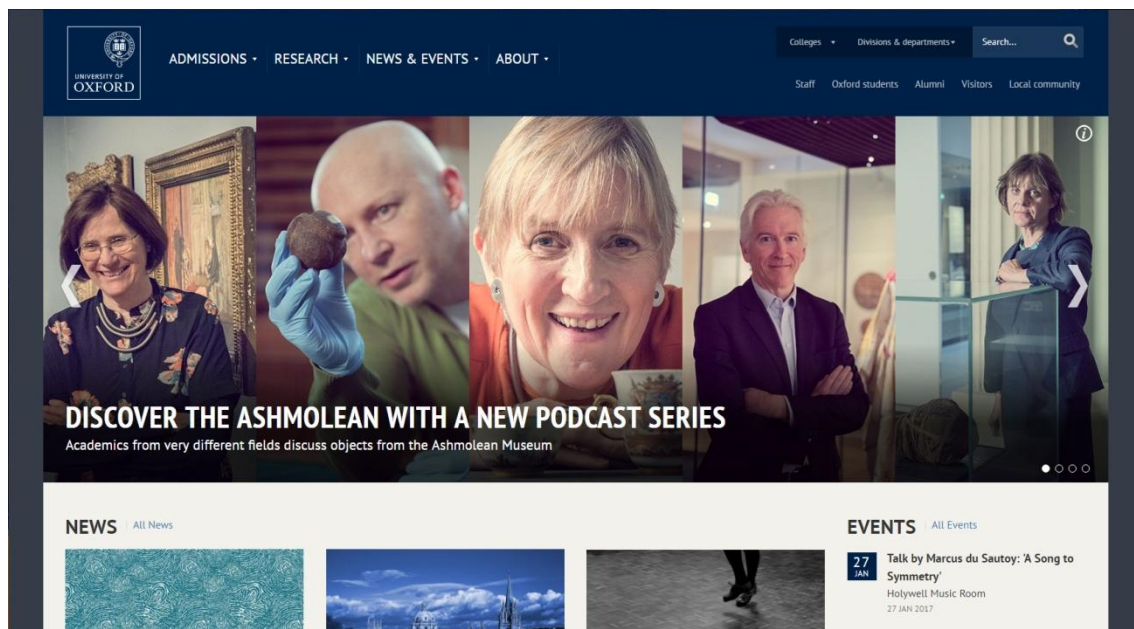 UNIVERSITY OF
OXFORD
ADMISSIONS
RESEARCH
NEWS & EVENTS
ABOUT
Colleges
Divisions & departments
Search...
Staff
Oxford students
Alumni
Visitors
Local community
DISCOVER THE ASHMOLEAN WITH A NEW PODCAST SERIES
Academics from very different fields discuss objects from the Ashmolean Museum
NEWS
All News
EVENTS
All Events
27
JAN
Talk by Marcus du Sautoy: 'A Song to
Symmetry'
Holywell Music Room
27 JAN 2017